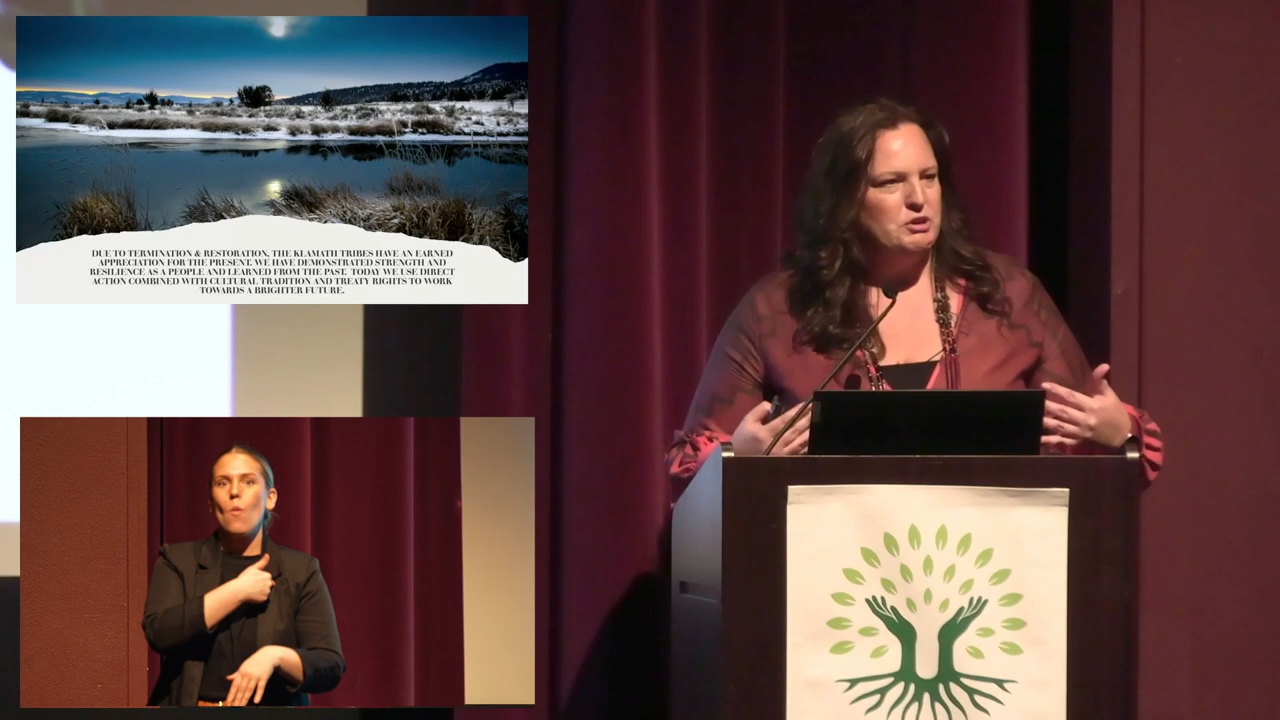 DUE TO TERMINATION & RESTORATION, THE KLAMATH TRIBES HAVE AN EARNED
APPRECIATION FOR THE PRESENT. WE HAVE DEMONSTRATED STRENGTH AND
RESILIENCE AS A PEOPLE AND LEARNED FROM THE PAST. TODAY WE USE DIRECT
ACTION COMBINED WITH CULTURAL TRADITION AND TREATY RIGHTS TO WORK
TOWARDS A BRIGHTER FUTURE.